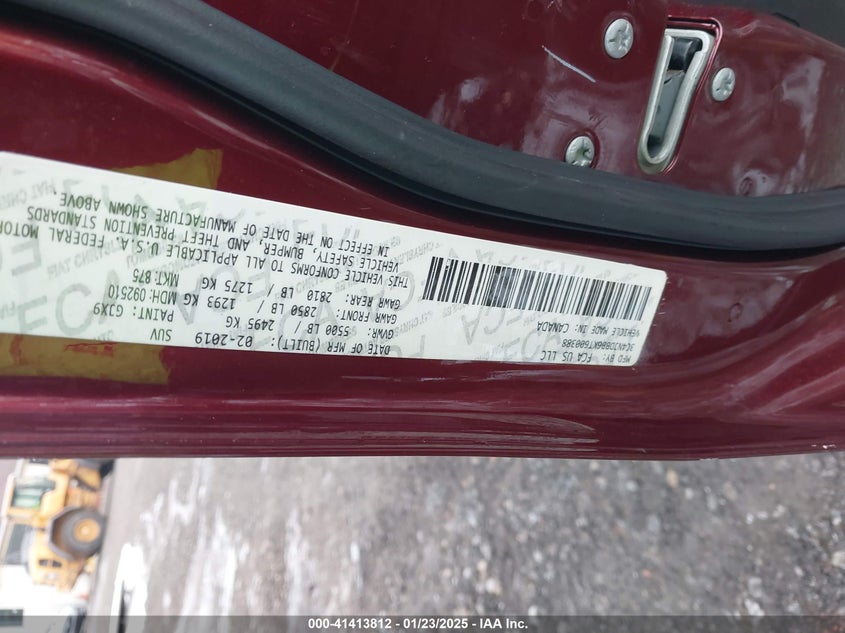 MFD BY: FCA US LLC
DATE OF MFR (BUILT): 02-2019
GVWR: 5500 LB / 2495 KG
GAWR FRONT: 2850 LB / 1293 KG
GAWR REAR: 2810 LB / 1275 KG
THIS VEHICLE CONFORMS TO ALL APPLICABLE U.S.A. FEDERAL MOTOR
VEHICLE SAFETY, BUMPER, AND THEFT PREVENTION STANDARDS
IN EFFECT ON THE DATE OF MANUFACTURE SHOWN ABOVE.
3C4NJDBB6KT600388 SUV
VEHICLE MADE IN: CANADA
PAINT:
MDH: 092510
MKT: 875
000-41413812 - 01/23/2025 - IAAI.com